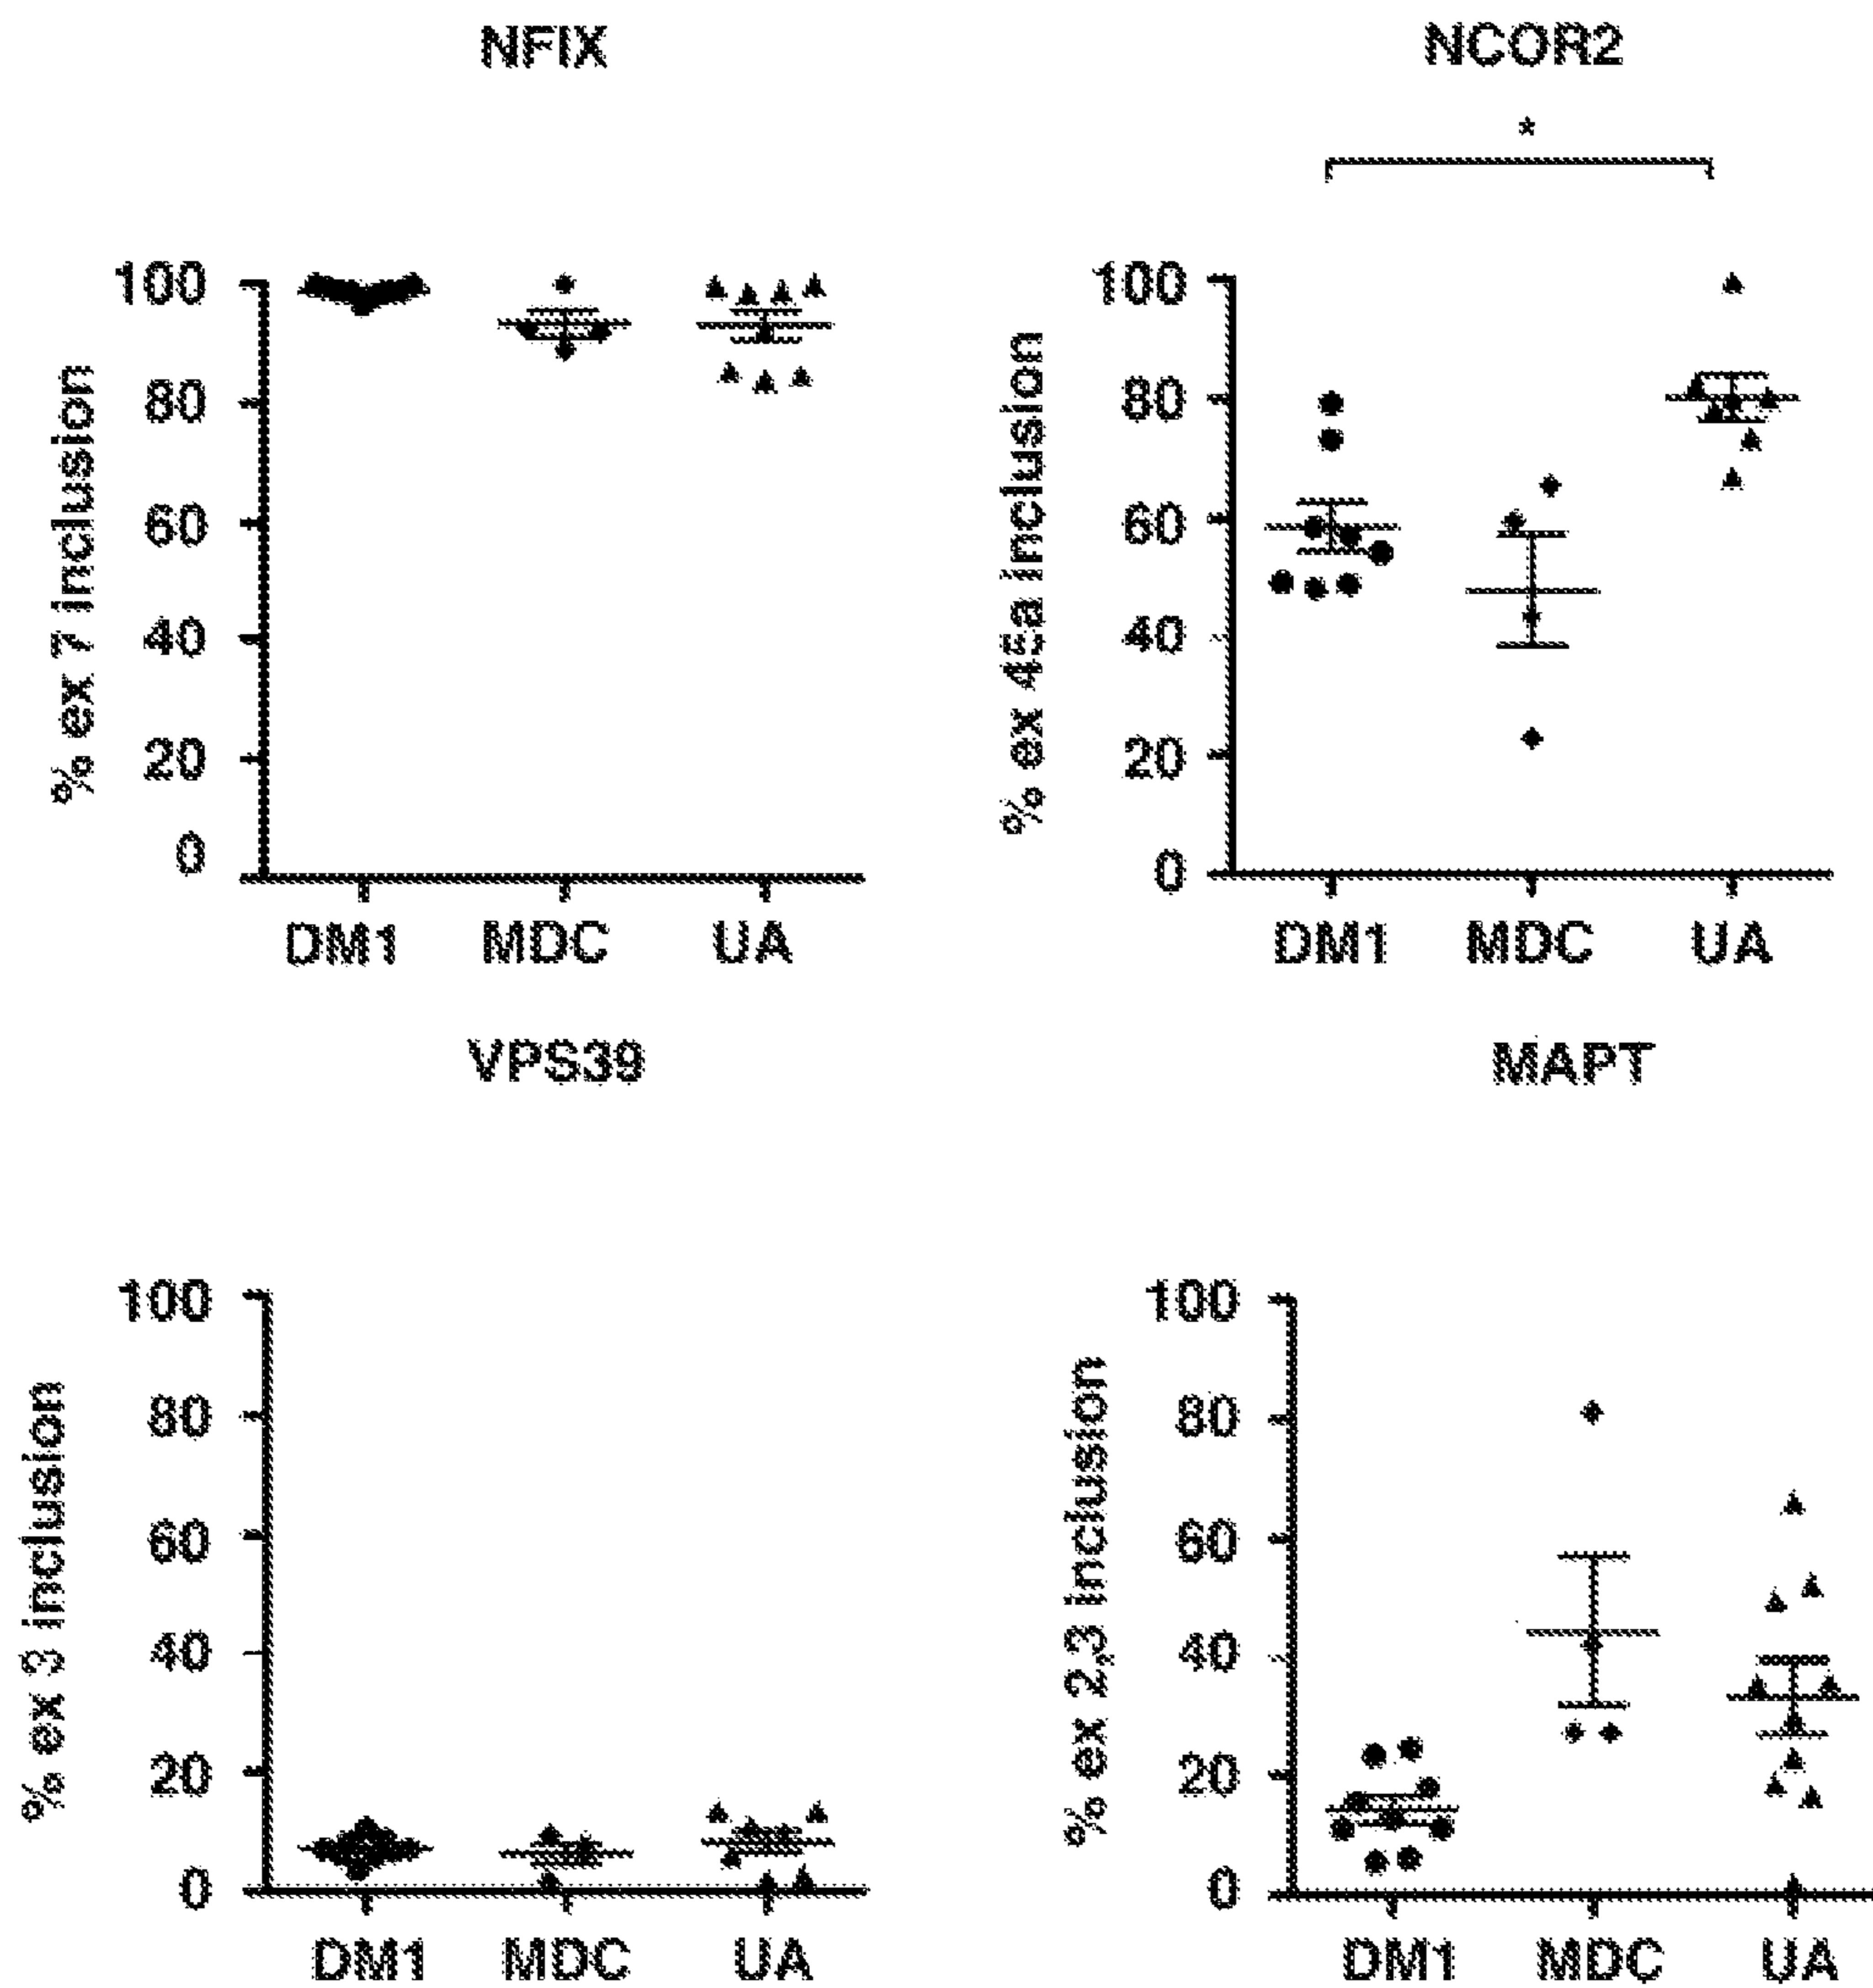 NFIX
% ex 7 inclusion
100
80
60
40
20
0
DM1 MDC UA
NCOR2
*
% ex 45a inclusion
100
80
60
40
20
0
DM1 MDC UA
VPS39
% ex 3 inclusion
100
80
60
40
20
0
DM1 MDC UA
MAPT
% ex 2,3 inclusion
100
80
60
40
20
0
DM1 MDC UA